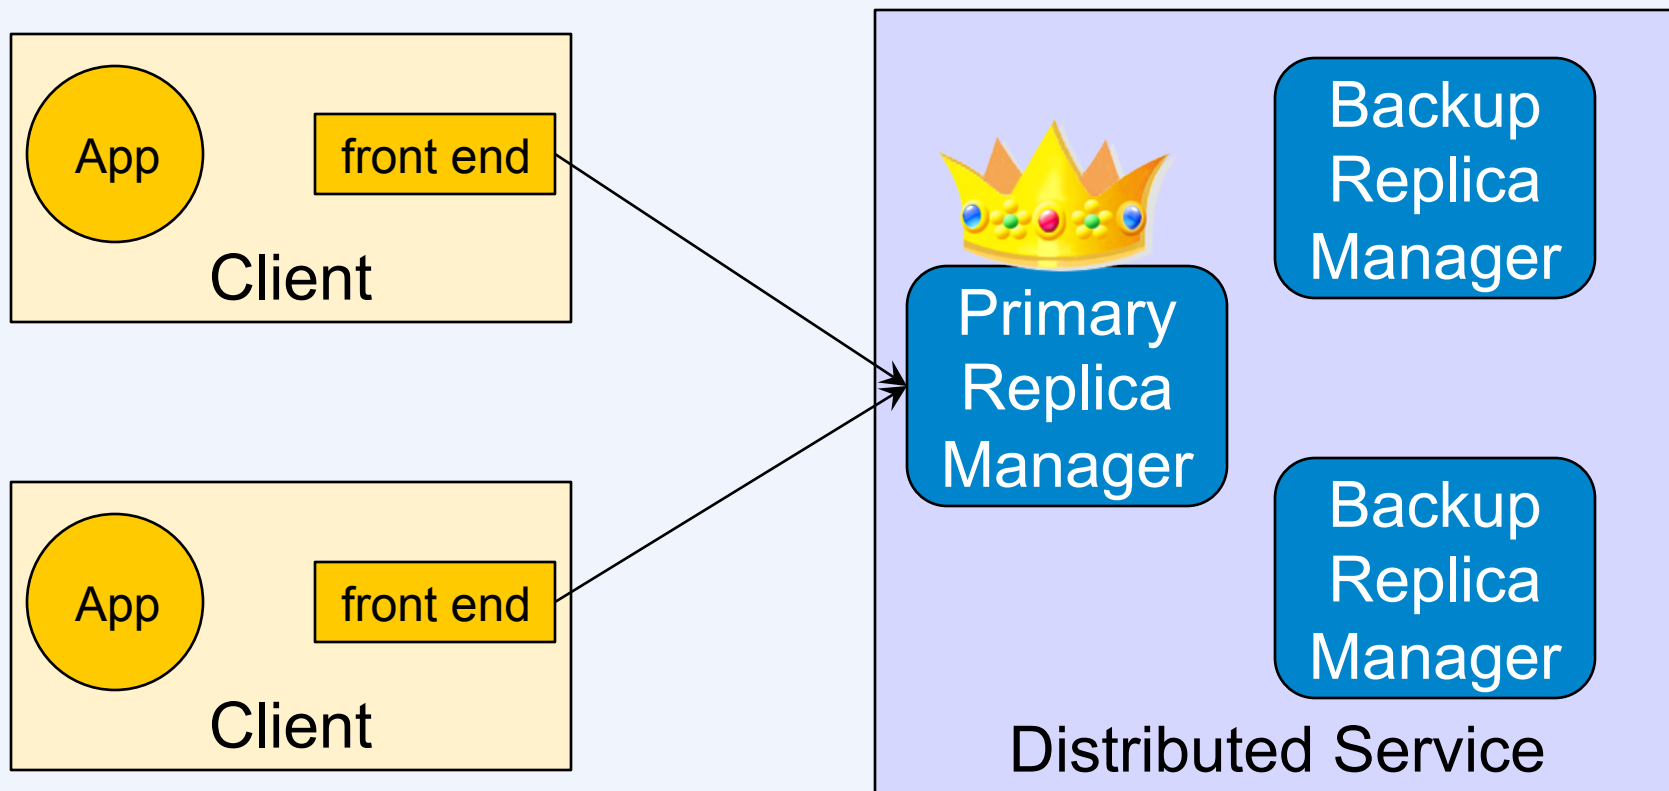 App
front end
Client
App
front end
Client
Primary
Replica
Manager
Backup
Replica
Manager
Backup
Replica
Manager
Distributed Service